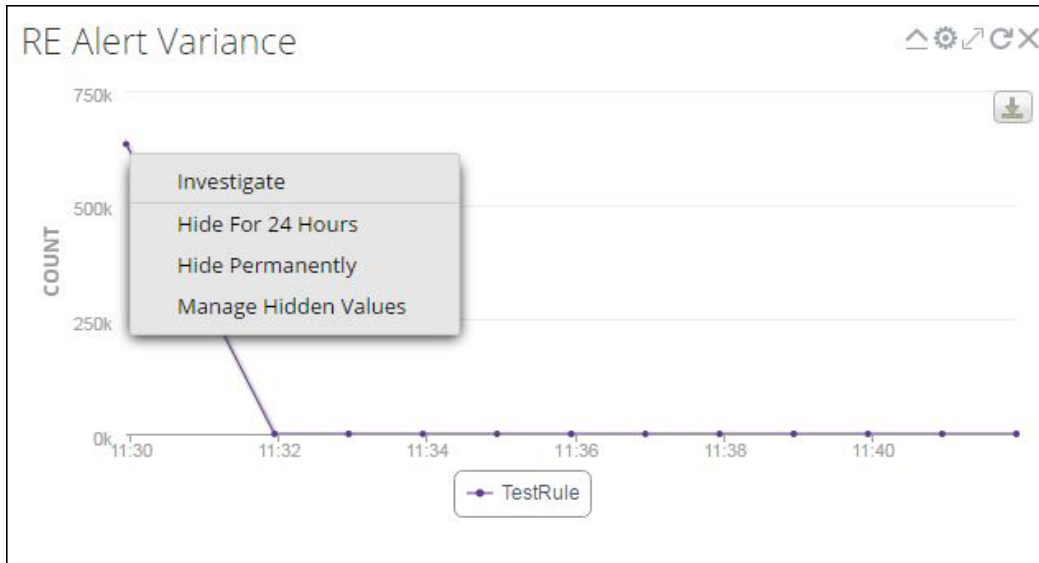 RE Alert Variance
750k
Investigate
500k
Hide For 24 Hours
Hide Permanently
COUNT
Manage Hidden Values
250k
0k
11:30 11:32 11:34 11:36 11:38 11:40
TestRule